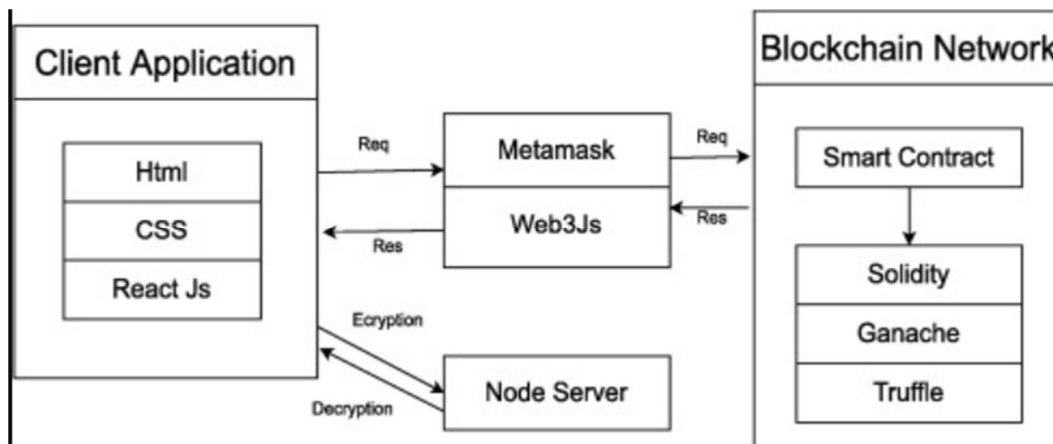 Client Application
Html
CSS
React Js
Req
Res
Metamask
Web3Js
Req
Res
Ecryption
Decryption
Node Server
Blockchain Network
Smart Contract
Solidity
Ganache
Truffle